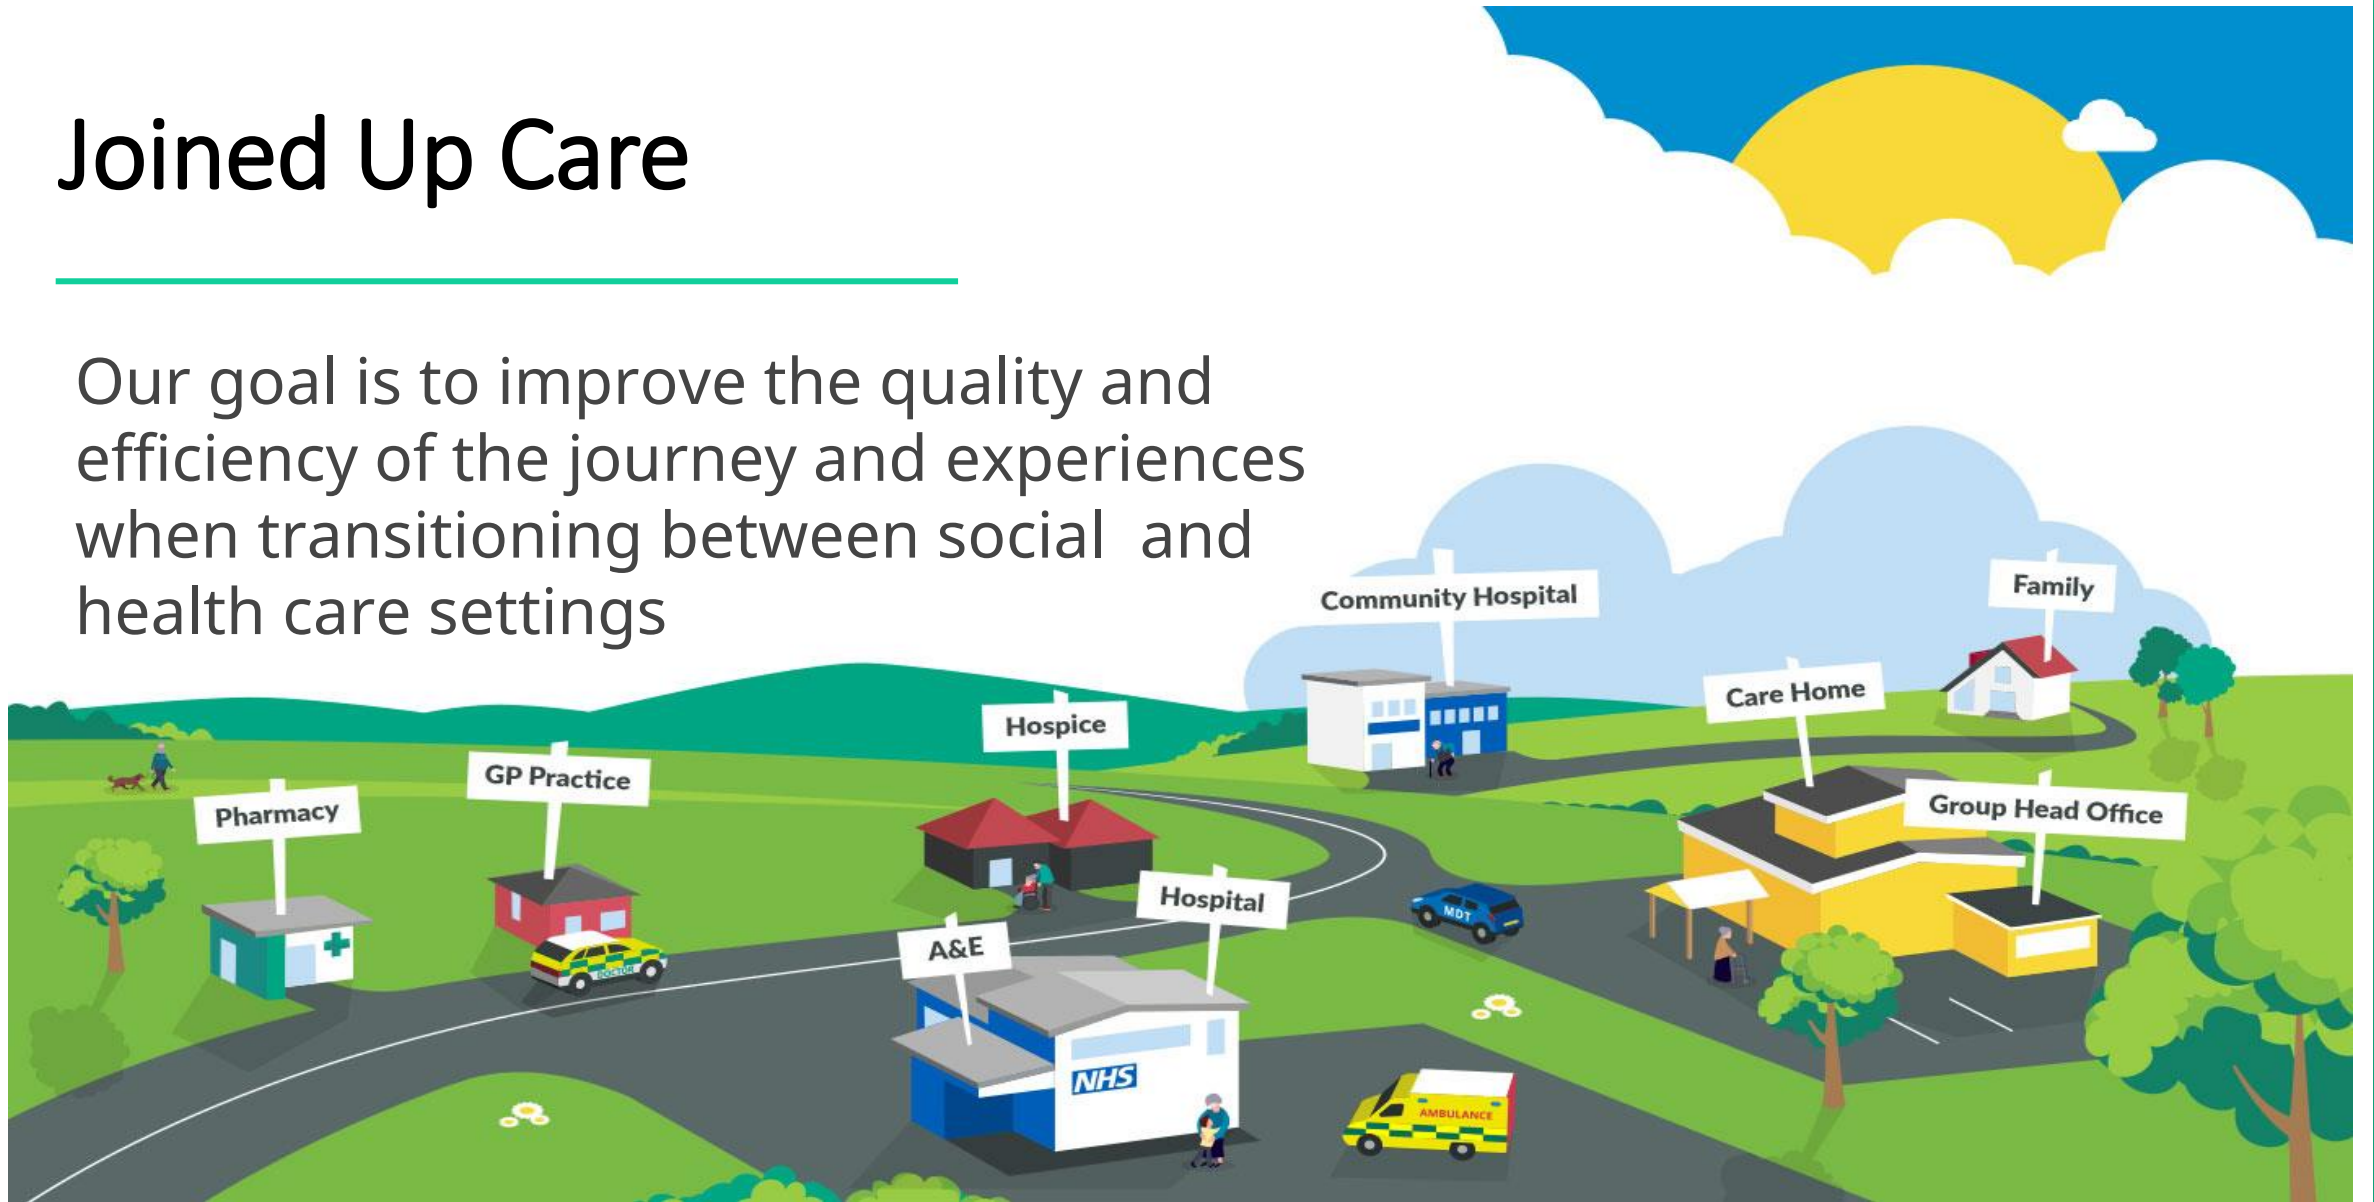 Joined Up Care
Our goal is to improve the quality and
efficiency of the journey and experiences
when transitioning between social  and
health care settings
Community Hospital
Family
Care Home
Hospice
GP Practice
Pharmacy
Group Head Office
Hospital
A&E
MDT
DOCTOR
NHS
AMBULANCE